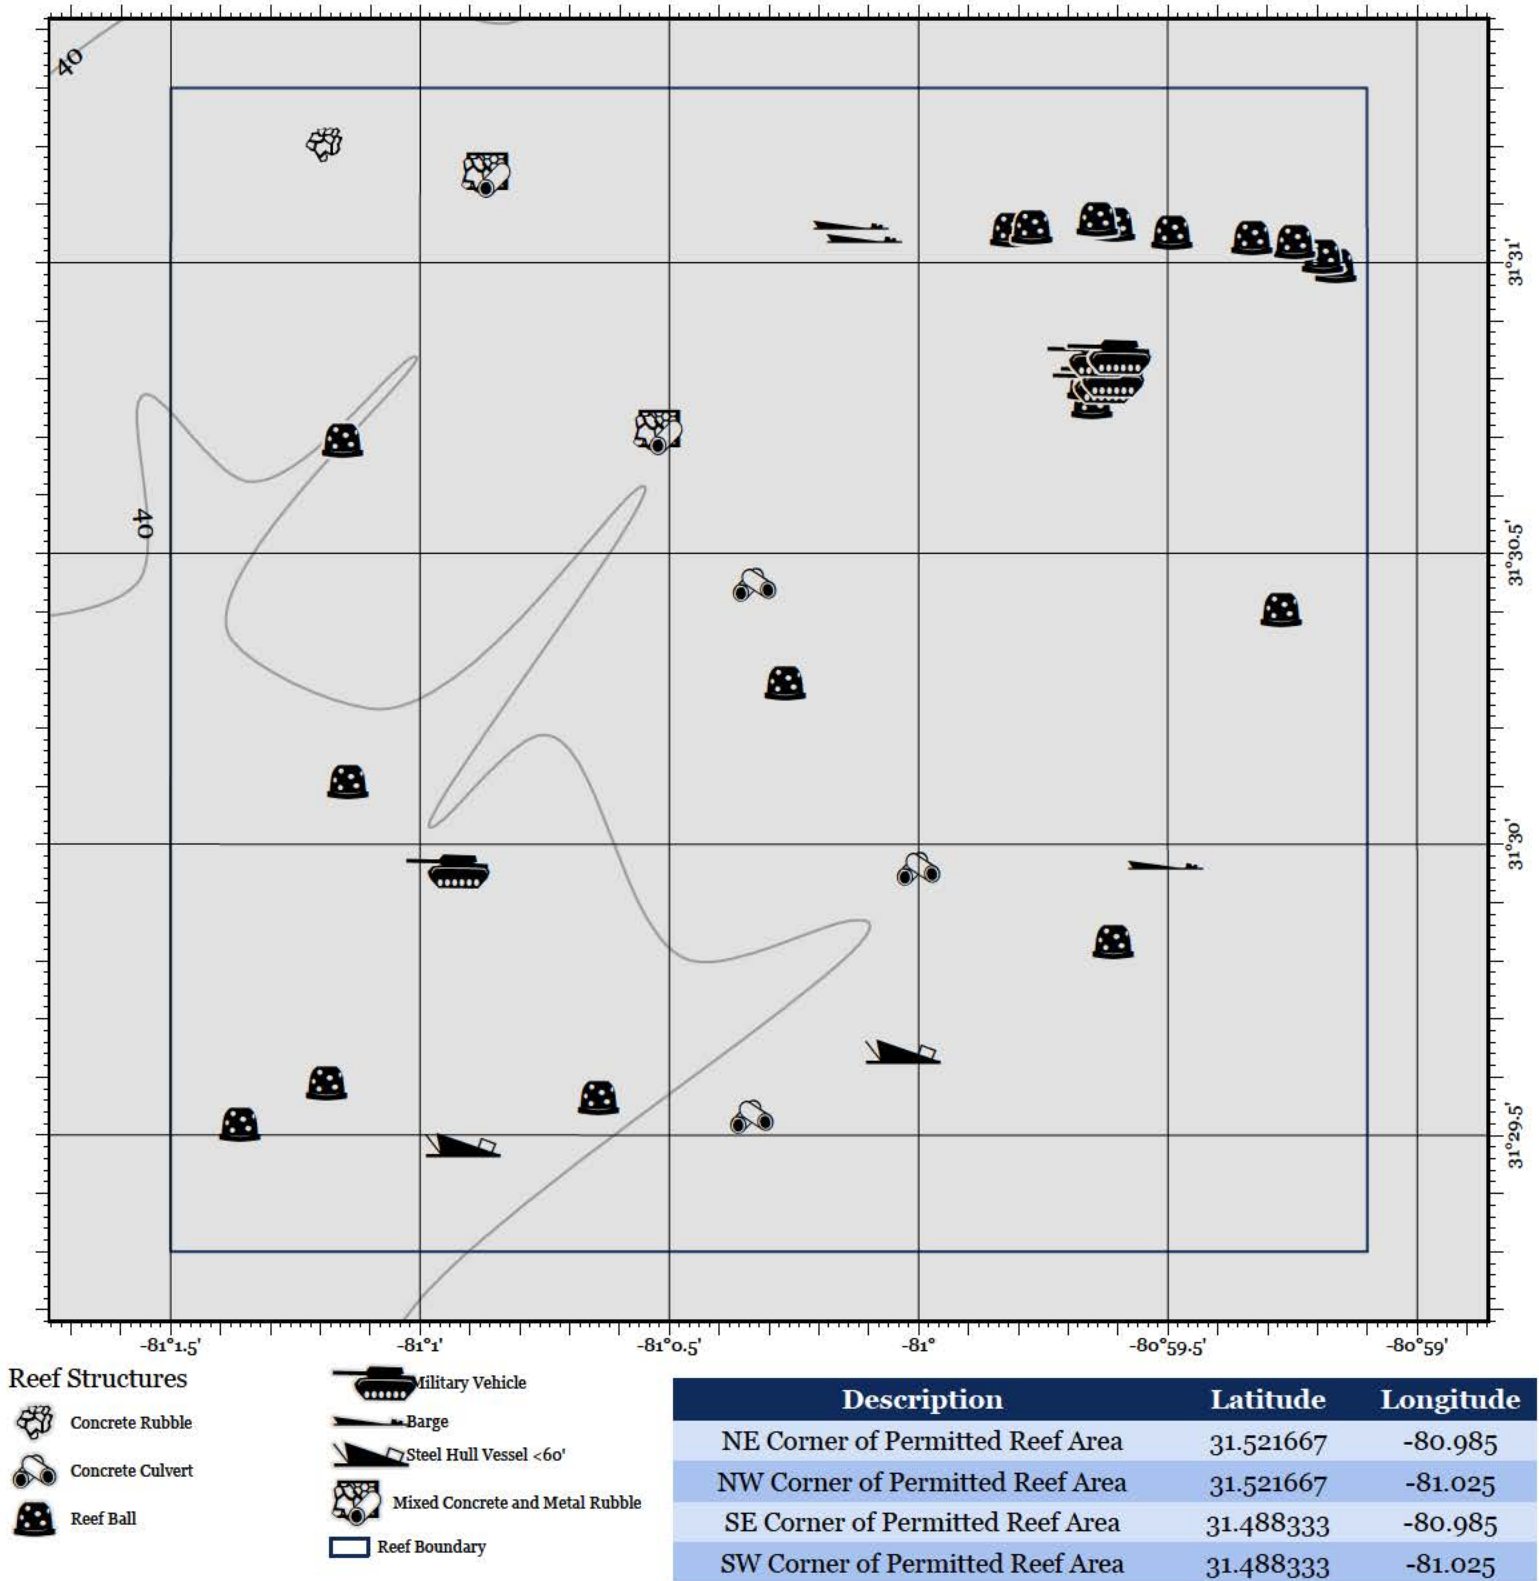 40
31°31'
40
31°30.5'
31°30'
31°29.5'
-81°1.5'
-81°1'
-81°0.5'
-81°
-80°59.5'
-80°59'
Reef Structures
Concrete Rubble
Concrete Culvert
Reef Ball
Military Vehicle
Barge
Steel Hull Vessel <60'
Mixed Concrete and Metal Rubble
Reef Boundary
Description Latitude Longitude
NE Corner of Permitted Reef Area 31.521667 -80.985
NW Corner of Permitted Reef Area 31.521667 -81.025
SE Corner of Permitted Reef Area 31.488333 -80.985
SW Corner of Permitted Reef Area 31.488333 -81.025